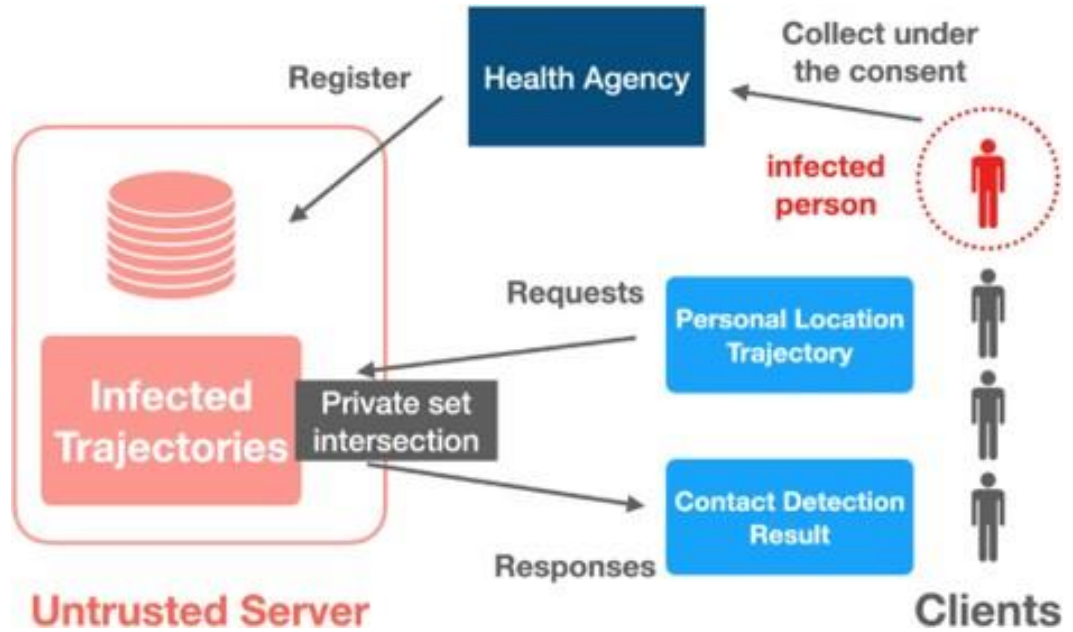 Collect under
the consent
Register
Health Agency
infected
person
Requests
Personal Location
Trajectory
Infected
Trajectories
Private set
intersection
Contact Detection
Result
Responses
Untrusted Server
Clients